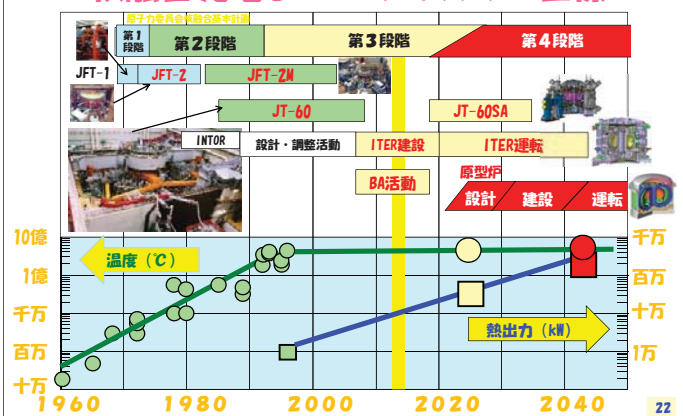 原子力委員会核融合基本計画
第1
段階
第2段階
第3段階
第4段階
JFT-1
JFT-2
JFT-2M
JT-60
JT-60SA
INTOR
設計・調整活動
ITER建設
ITER運転
BA活動
原型炉
設計
建設
運転
10億
1億
千万
百万
十万
温度（℃）
千万
百万
十万
1万
熱出力（kW）
1960
1980
2000
2020
2040
22